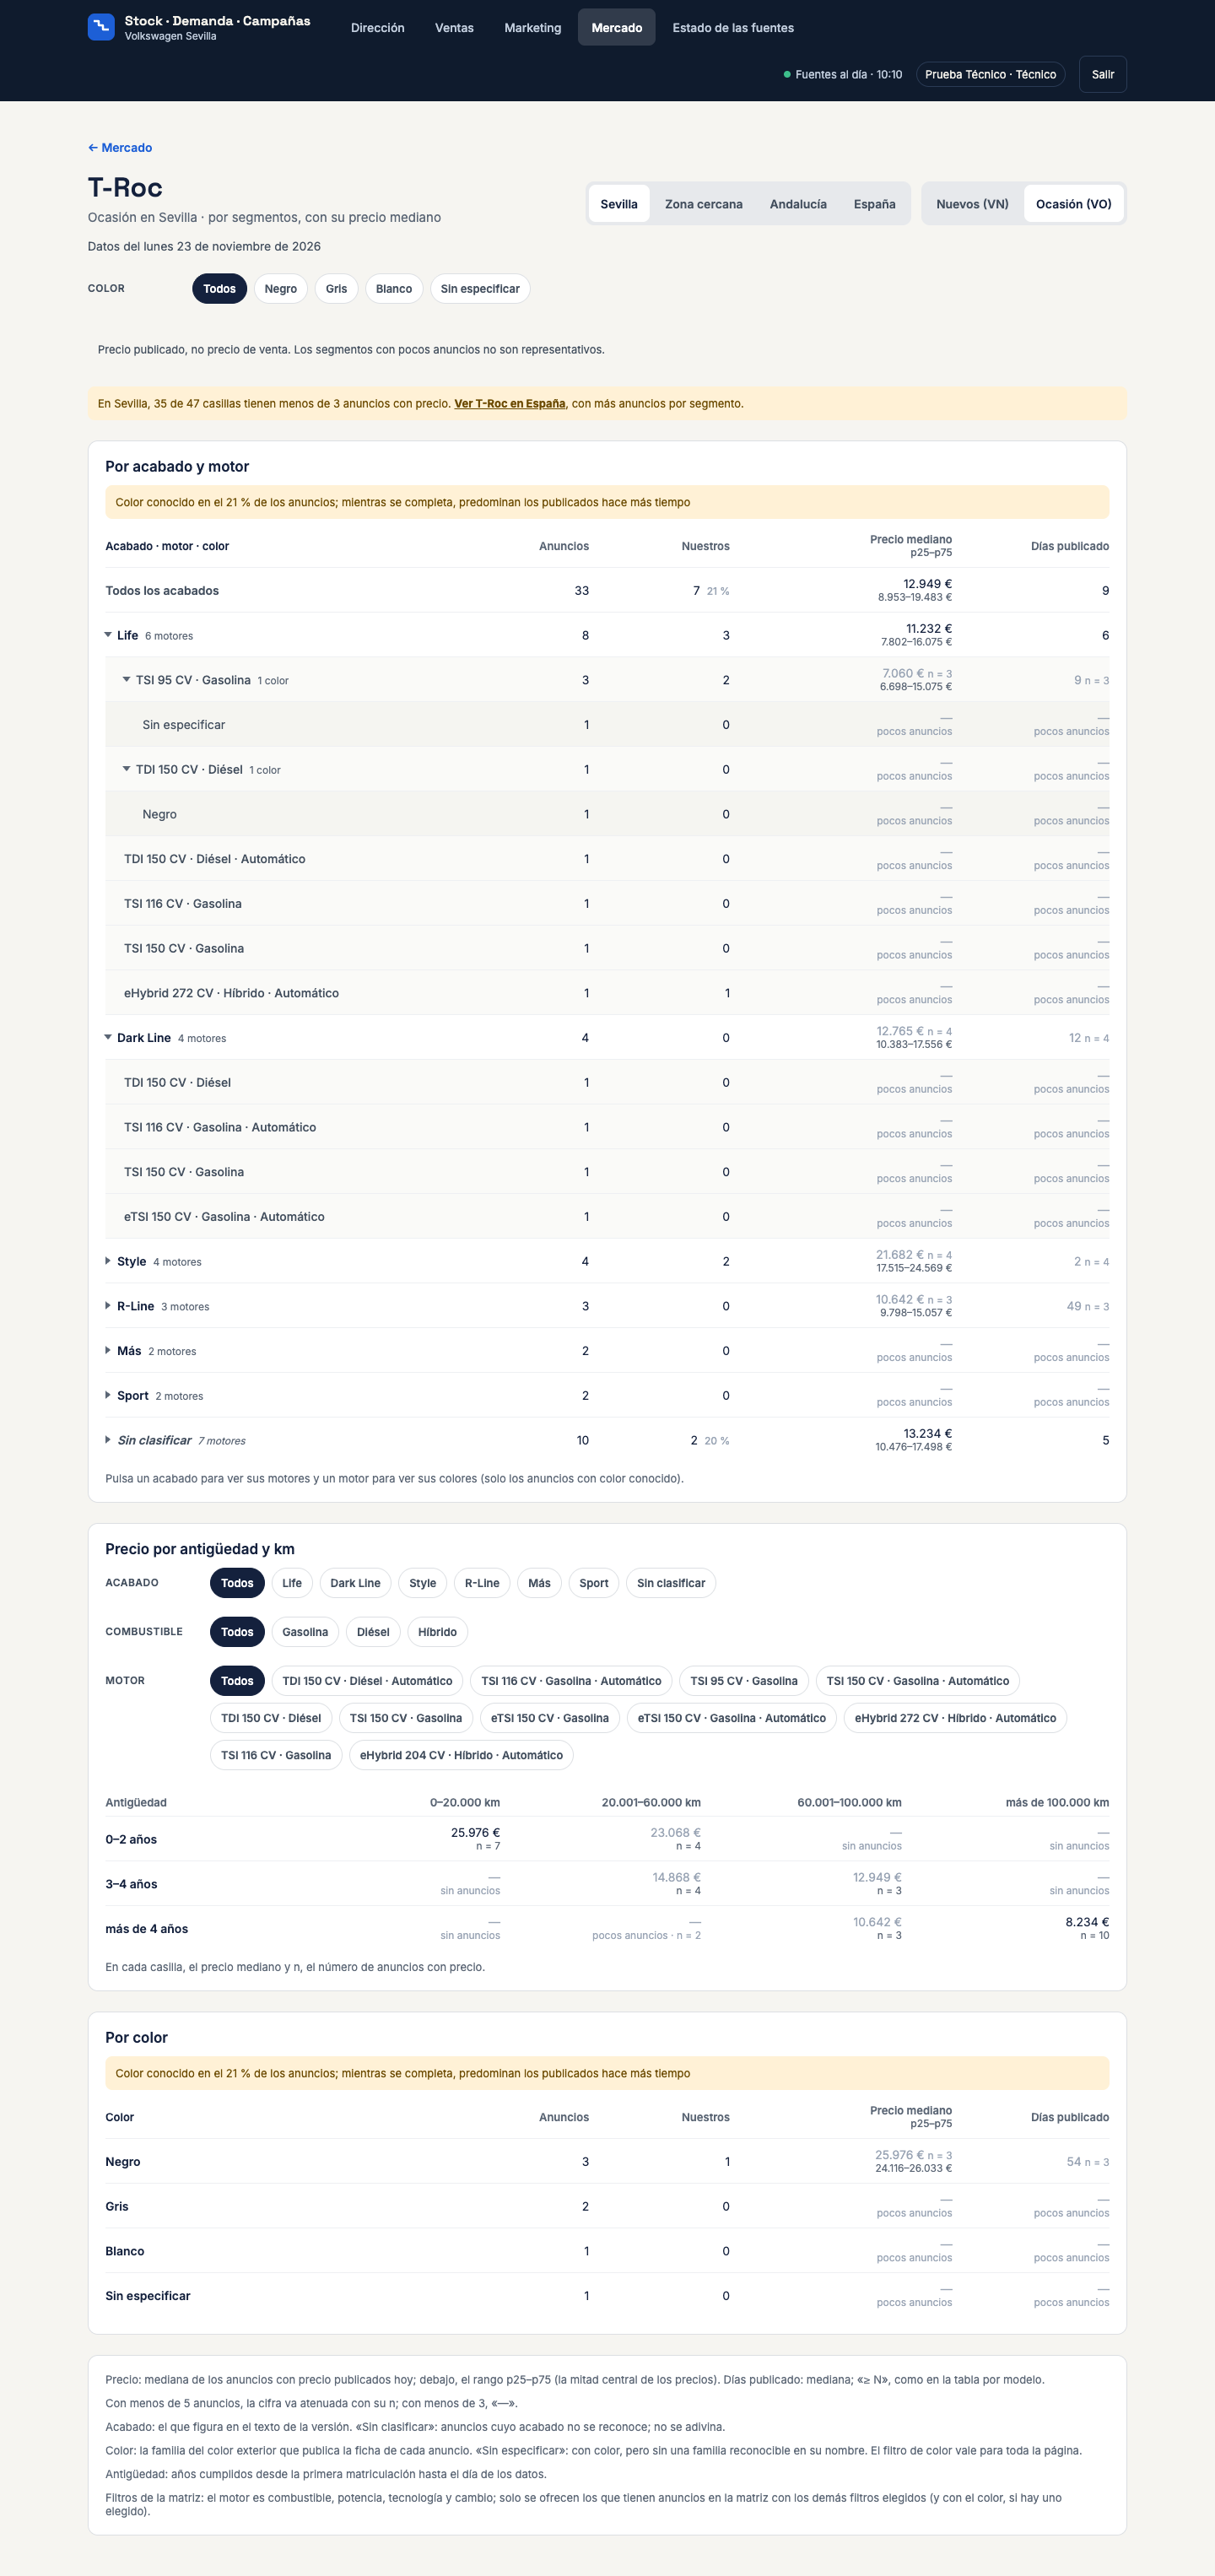 Stock · Demanda · Campañas
Volkswagen Sevilla
Dirección Ventas Marketing Mercado Estado de las fuentes
Fuentes al día · 10:10 Prueba Técnico · Técnico Salir
← Mercado
T-Roc
Ocasión en Sevilla · por segmentos, con su precio mediano
Datos del lunes 23 de noviembre de 2026
Sevilla Zona cercana Andalucía España Nuevos (VN) Ocasión (VO)
COLOR Todos Negro Gris Blanco Sin especificar
Precio publicado, no precio de venta. Los segmentos con pocos anuncios no son representativos.
En Sevilla, 35 de 47 casillas tienen menos de 3 anuncios con precio. Ver T-Roc en España, con más anuncios por segmento.
Por acabado y motor
Color conocido en el 21 % de los anuncios; mientras se completa, predominan los publicados hace más tiempo
Acabado · motor · color Anuncios Nuestros Precio mediano p25–p75 Días publicado
Todos los acabados 33 7 21 % 12.949 € 9
8.953–19.483 €
Life 6 motores 8 3 11.232 € 6
7.802–16.075 €
TSI 95 CV · Gasolina 1 color 3 2 7.060 € n = 3 9 n = 3
6.698–15.075 €
Sin especificar 1 0 — —
pocos anuncios pocos anuncios
TDI 150 CV · Diésel 1 color 1 0 — —
pocos anuncios pocos anuncios
Negro 1 0 — —
pocos anuncios pocos anuncios
TDI 150 CV · Diésel · Automático 1 0 — —
pocos anuncios pocos anuncios
TSI 116 CV · Gasolina 1 0 — —
pocos anuncios pocos anuncios
TSI 150 CV · Gasolina 1 0 — —
pocos anuncios pocos anuncios
eHybrid 272 CV · Híbrido · Automático 1 1 — —
pocos anuncios pocos anuncios
Dark Line 4 motores 4 0 12.765 € n = 4 12 n = 4
10.383–17.556 €
TDI 150 CV · Diésel 1 0 — —
pocos anuncios pocos anuncios
TSI 116 CV · Gasolina · Automático 1 0 — —
pocos anuncios pocos anuncios
TSI 150 CV · Gasolina 1 0 — —
pocos anuncios pocos anuncios
eTSI 150 CV · Gasolina · Automático 1 0 — —
pocos anuncios pocos anuncios
Style 4 motores 4 2 21.682 € n = 4 2 n = 4
17.515–24.569 €
R-Line 3 motores 3 0 10.642 € n = 3 49 n = 3
9.798–15.057 €
Más 2 motores 2 0 — —
pocos anuncios pocos anuncios
Sport 2 motores 2 0 — —
pocos anuncios pocos anuncios
Sin clasificar 7 motores 10 2 20 % 13.234 € 5
10.476–17.498 €
Pulsa un acabado para ver sus motores y un motor para ver sus colores (solo los anuncios con color conocido).
Precio por antigüedad y km
ACABADO Todos Life Dark Line Style R-Line Más Sport Sin clasificar
COMBUSTIBLE Todos Gasolina Diésel Híbrido
MOTOR Todos TDI 150 CV · Diésel · Automático TSI 116 CV · Gasolina · Automático TSI 95 CV · Gasolina TSI 150 CV · Gasolina · Automático
TDI 150 CV · Diésel TSI 150 CV · Gasolina eTSI 150 CV · Gasolina eTSI 150 CV · Gasolina · Automático eHybrid 272 CV · Híbrido · Automático
TSI 116 CV · Gasolina eHybrid 204 CV · Híbrido · Automático
Antigüedad 0–20.000 km 20.001–60.000 km 60.001–100.000 km más de 100.000 km
0–2 años 25.976 € 23.068 € — —
n = 7 n = 4 sin anuncios sin anuncios
3–4 años — 14.868 € 12.949 € —
sin anuncios n = 4 n = 3 sin anuncios
más de 4 años — — 10.642 € 8.234 €
sin anuncios pocos anuncios · n = 2 n = 3 n = 10
En cada casilla, el precio mediano y n, el número de anuncios con precio.
Por color
Color conocido en el 21 % de los anuncios; mientras se completa, predominan los publicados hace más tiempo
Color Anuncios Nuestros Precio mediano p25–p75 Días publicado
Negro 3 1 25.976 € n = 3 54 n = 3
24.116–26.033 €
Gris 2 0 — —
pocos anuncios pocos anuncios
Blanco 1 0 — —
pocos anuncios pocos anuncios
Sin especificar 1 0 — —
pocos anuncios pocos anuncios
Precio: mediana de los anuncios con precio publicados hoy; debajo, el rango p25–p75 (la mitad central de los precios). Días publicado: mediana; «≥ N», como en la tabla por modelo.
Con menos de 5 anuncios, la cifra va atenuada con su n; con menos de 3, «—».
Acabado: el que figura en el texto de la versión. «Sin clasificar»: anuncios cuyo acabado no se reconoce; no se adivina.
Color: la familia del color exterior que publica la ficha de cada anuncio. «Sin especificar»: con color, pero sin una familia reconocible en su nombre. El filtro de color vale para toda la página.
Antigüedad: años cumplidos desde la primera matriculación hasta el día de los datos.
Filtros de la matriz: el motor es combustible, potencia, tecnología y cambio; solo se ofrecen los que tienen anuncios en la matriz con los demás filtros elegidos (y con el color, si hay uno
elegido).